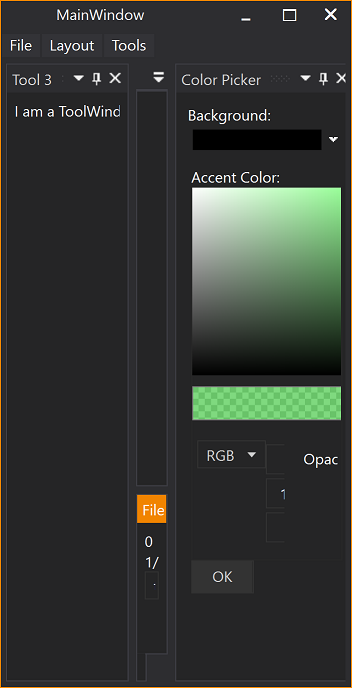 MainWindow
File Layout Tools
Tool 3
I am a ToolWind
Color Picker
Background:
Accent Color:
RGB
Opac
1
OK
File
0
1/
.